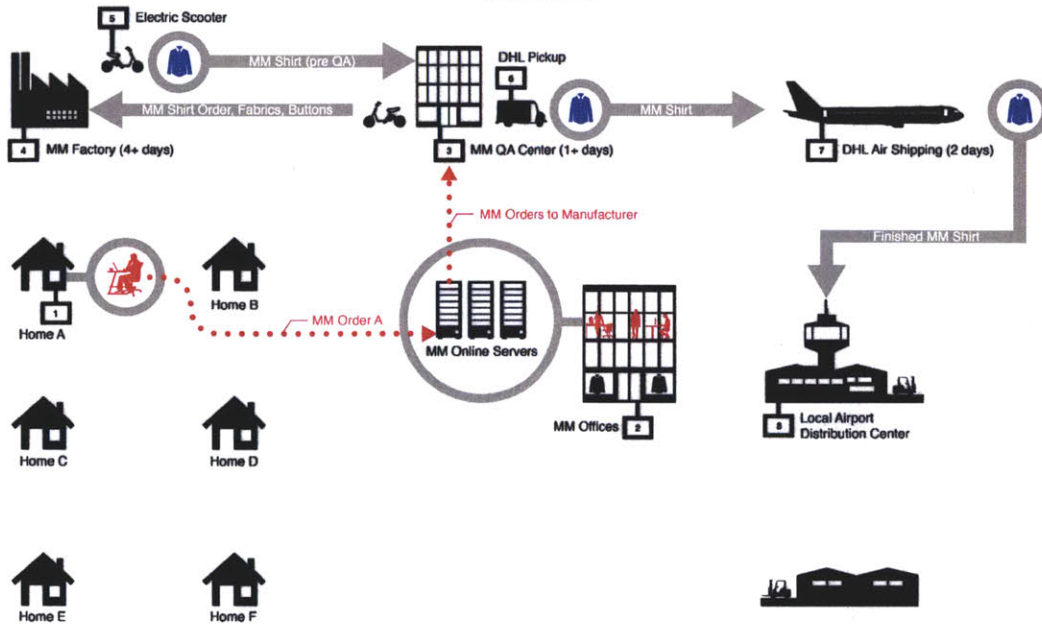 5
Electric Scooter
MM Shirt (pre QA)
DHL Pickup
6
MM Shirt Order, Fabrics, Buttons
MM Shirt
4
MM Factory (4+ days)
3
MM QA Center (1+ days)
7
DHL Air Shipping (2 days)
MM Orders to Manufacturer
Finished MM Shirt
1
Home A
Home B
MM Order A
MM Online Servers
MM Offices
2
8
Local Airport
Distribution Center
Home C
Home D
Home E
Home F